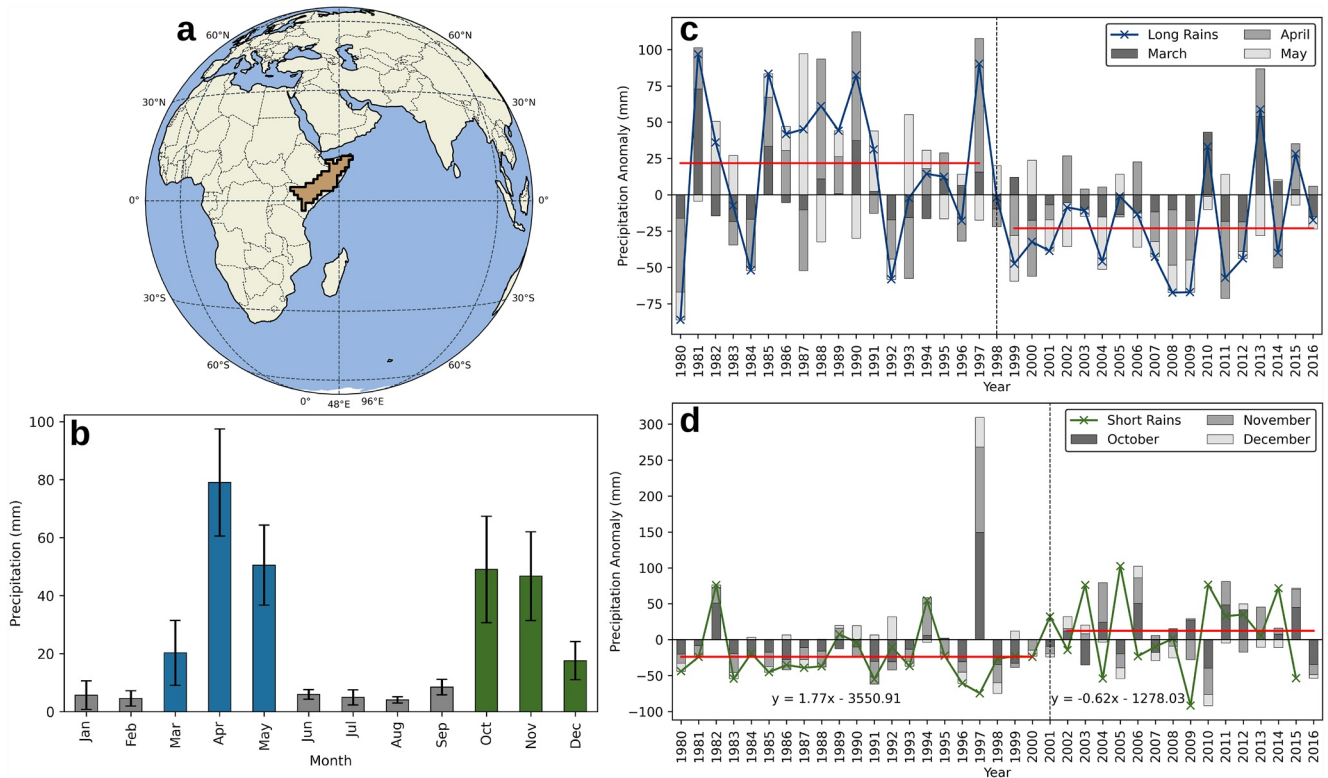 a
60°N
60°N
30°N
30°N
0°
0°
30°S
30°S
60°S
60°S
0°
48°E
96°E
b
Precipitation (mm)
100
80
60
40
20
0
Jan
Feb
Mar
Apr
May
Jun
Jul
Aug
Sep
Oct
Nov
Dec
Month
c
Long Rains
March
April
May
Precipitation Anomaly (mm)
100
75
50
25
0
−25
−50
−75
1980
1981
1982
1983
1984
1985
1986
1987
1988
1989
1990
1991
1992
1993
1994
1995
1996
1997
1998
1999
2000
2001
2002
2003
2004
2005
2006
2007
2008
2009
2010
2011
2012
2013
2014
2015
2016
Year
d
Short Rains
October
November
December
Precipitation Anomaly (mm)
300
250
200
150
100
50
0
−50
−100
y = 1.77x - 3550.91
y = -0.62x - 1278.03
1980
1981
1982
1983
1984
1985
1986
1987
1988
1989
1990
1991
1992
1993
1994
1995
1996
1997
1998
1999
2000
2001
2002
2003
2004
2005
2006
2007
2008
2009
2010
2011
2012
2013
2014
2015
2016
Year